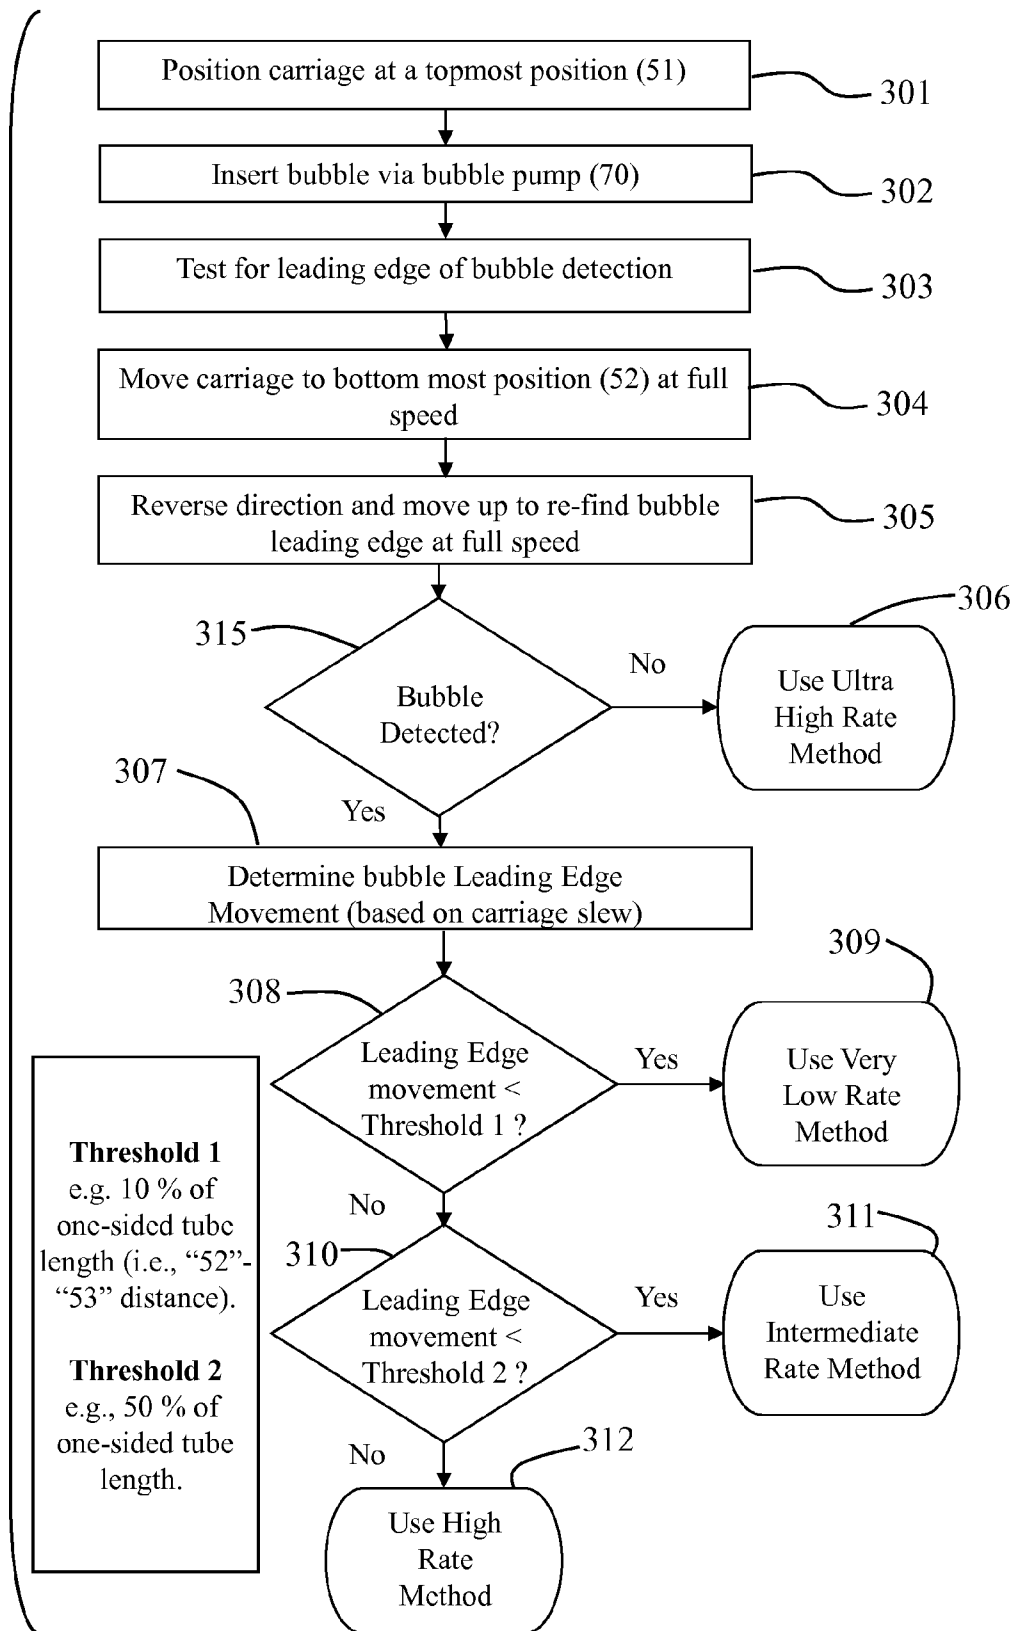 Position carriage at a topmost position (51)
301
Insert bubble via bubble pump (70)
302
Test for leading edge of bubble detection
303
Move carriage to bottom most position (52) at full
speed
304
Reverse direction and move up to re-find bubble
leading edge at full speed
305
306
315
No
Bubble
Detected?
Use Ultra
High Rate
Method
307
Yes
Determine bubble Leading Edge
Movement (based on carriage slew)
309
308
Leading Edge
movement <
Threshold 1 ?
Yes
Use Very
Low Rate
Method
Threshold 1
e.g. 10 % of
one-sided tube
length (i.e., “52”-
“53” distance).
Threshold 2
e.g., 50 % of
one-sided tube
length.
No
311
310
Leading Edge
movement <
Threshold 2 ?
Yes
Use
Intermediate
Rate Method
No
312
Use High
Rate
Method